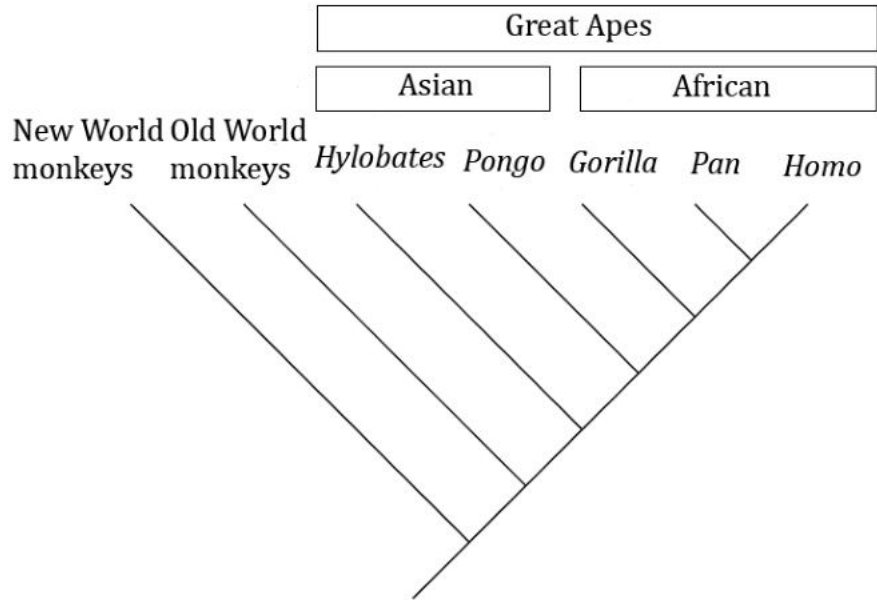 Great Apes
Asian
African
New World
monkeys
Old World
monkeys
Hylobates
Pongo
Gorilla
Pan
Homo